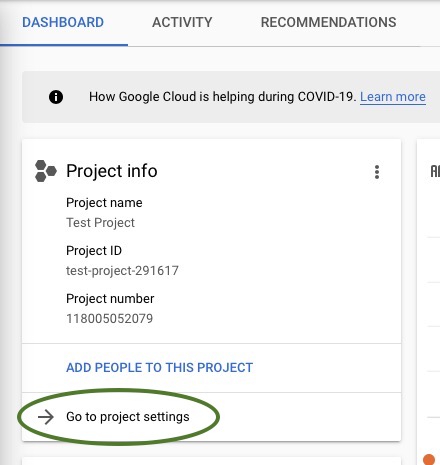 DASHBOARD ACTIVITY RECOMMENDATIONS
How Google Cloud is helping during COVID-19. Learn more
Project info
Project name
Test Project
Project ID
test-project-291617
Project number
118005052079
ADD PEOPLE TO THIS PROJECT
Go to project settings